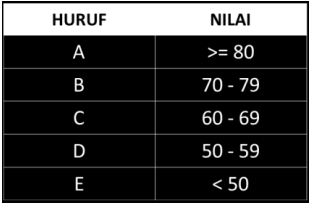 HURUF NILAI
A >= 80
B 70 - 79
C 60 - 69
D 50 - 59
E < 50